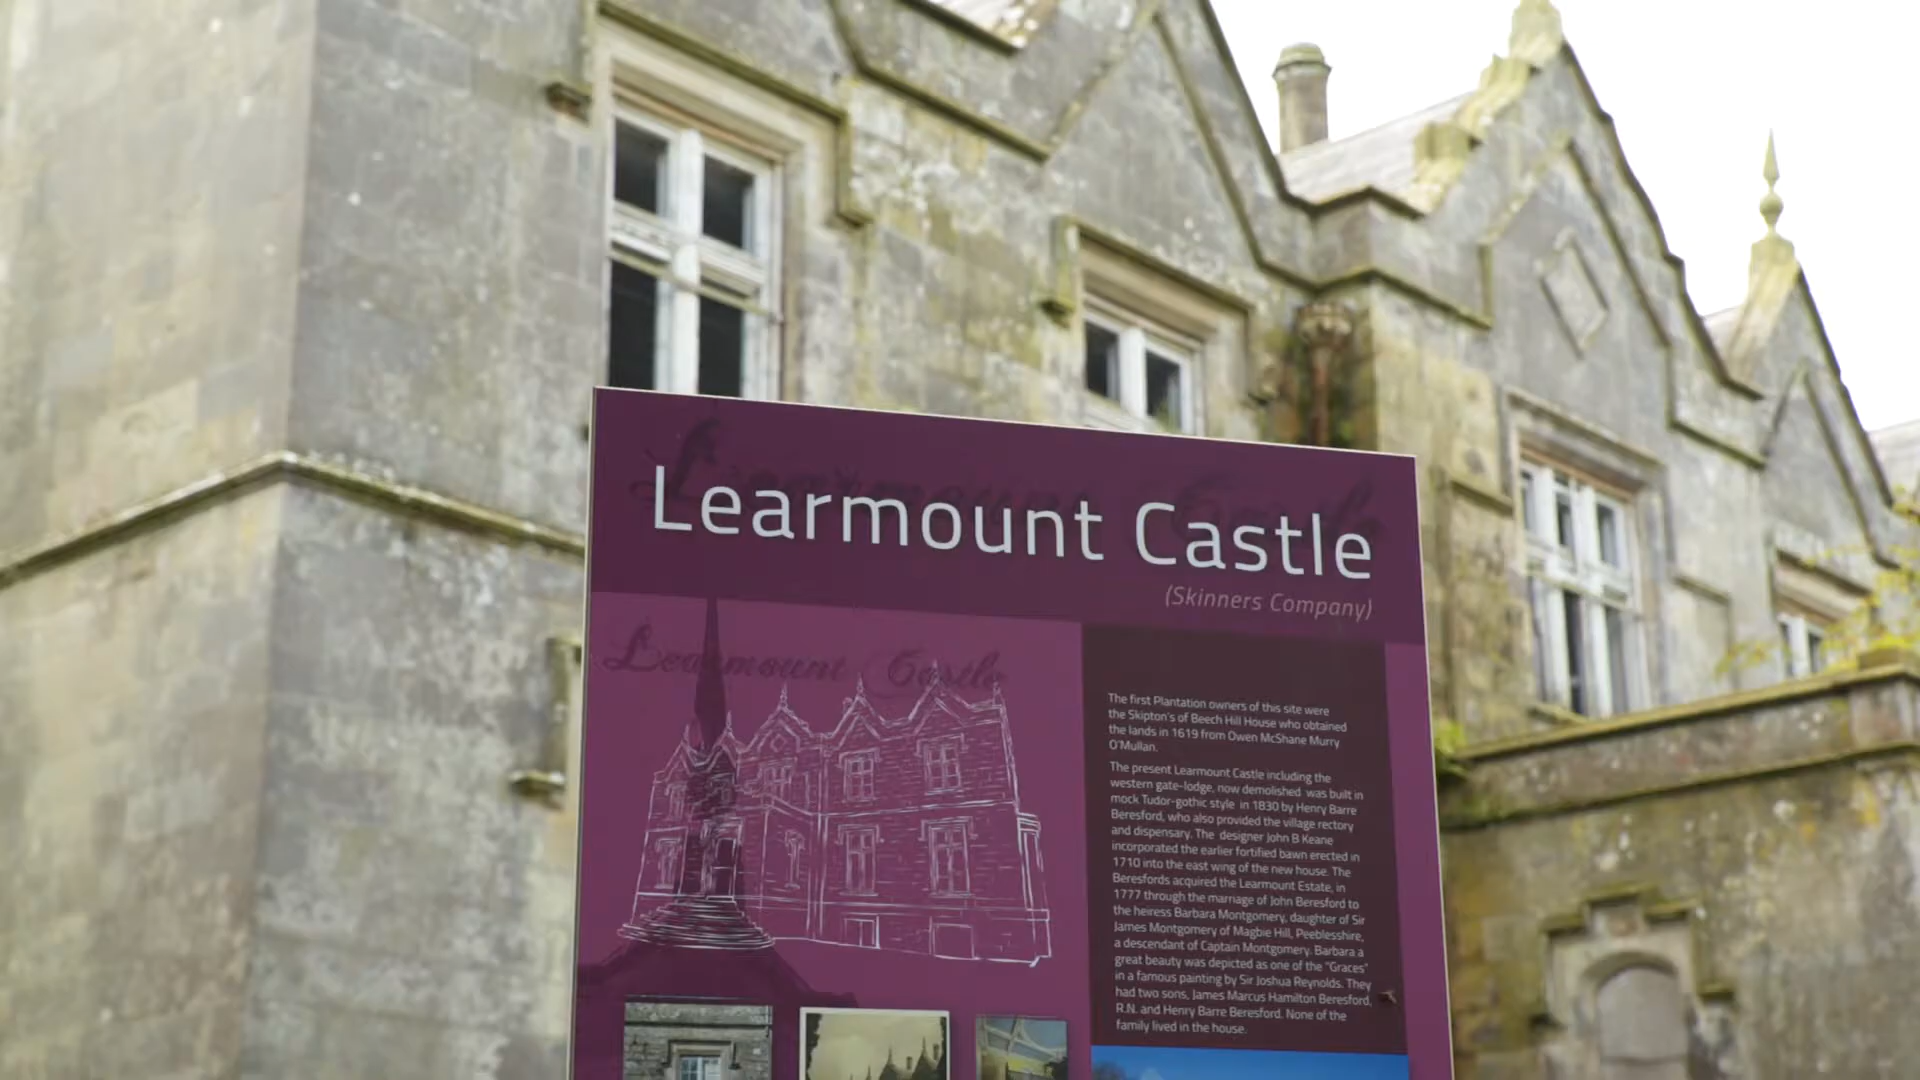 Learmount Castle
(Skinners Company)
Learmount Castle
The first Plantation owners of this site were
the Skipton's of Beech Hill House who obtained
the lands in 1619 from Owen McShane Murry
O'Mullan.
The present Learmount Castle including the
western gate-lodge, now demolished was built in
mock Tudor-gothic style in 1830 by Henry Barre
Beresford, who also provided the village rectory
and dispensary. The designer John B Keane
incorporated the earlier fortified bawn erected in
1710 into the east wing of the new house. The
Beresfords acquired the Learmount Estate, in
1777 through the marriage of John Beresford to
the heiress Barbara Montgomery, daughter of Sir
James Montgomery of Magbie Hill, Peeblesshire,
a descendant of Captain Montgomery. Barbara a
great beauty was depicted as one of the "Graces"
in a famous painting by Sir Joshua Reynolds. They
had two sons, James Marcus Hamilton Beresford,
R.N. and Henry Barre Beresford. None of the
family lived in the house.